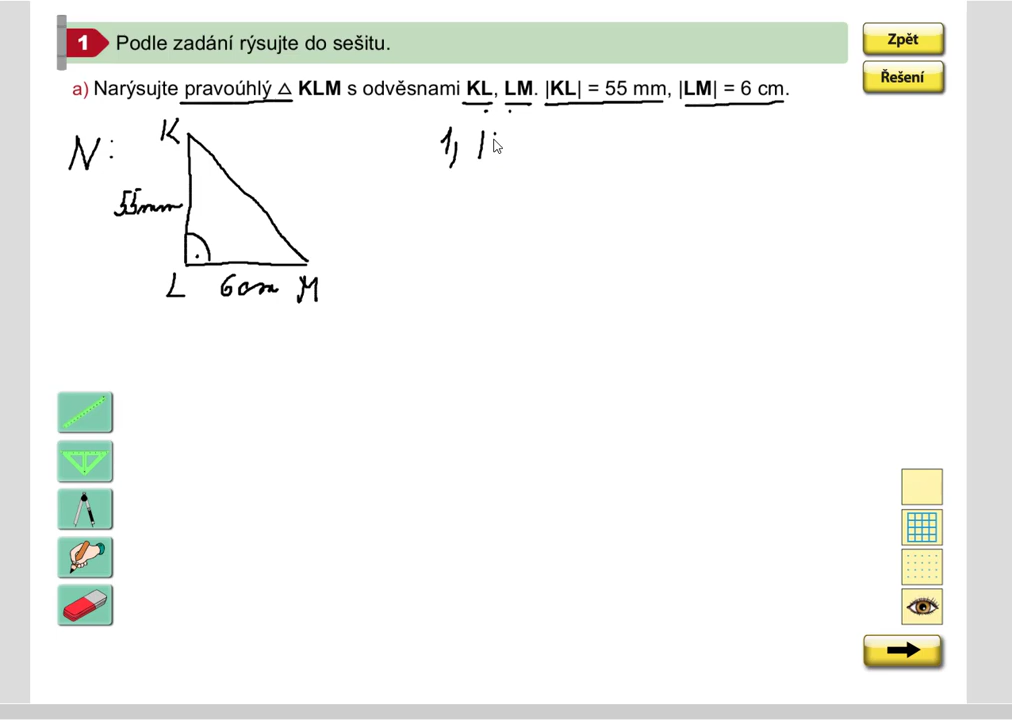 1 Podle zadání rýsujte do sešitu.
Zpět
Řešení
a) Narýsujte pravoúhlý △ KLM s odvěsnami KL, LM. |KL| = 55 mm, |LM| = 6 cm.
N:
K
1,
55mm
L 6cm M